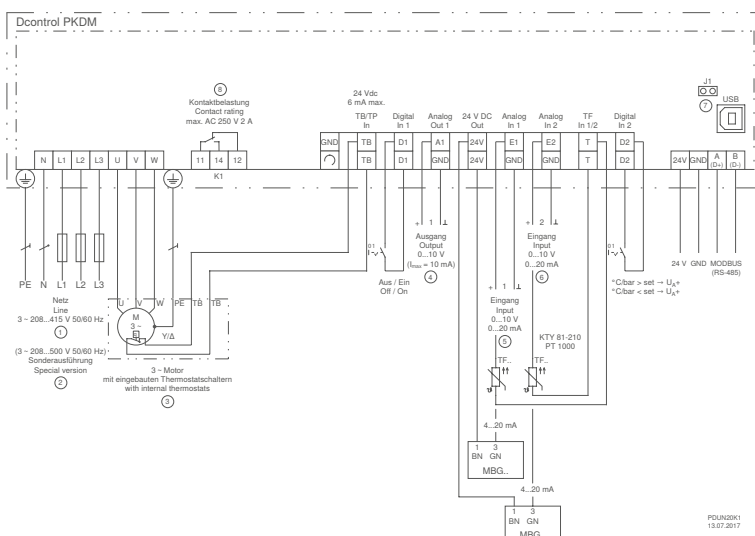 Dcontrol PKDM
8
Kontaktbelastung
Contact rating
max. AC 250 V 2 A
24 Vdc
6 mA max.
TB/TP
In
Digital
In 1
Analog
Out 1
24 V DC
Out
Analog
In 1
Analog
In 2
TF
In 1/2
Digital
In 2
J1
7
USB
N L1 L2 L3 U V W
11 14 12
K1
GND TB D1 A1 24V E1 E2 T D2
TB D1 GND 24V GND GND T D2
24V GND A (D+) B (D-)
PE N L1 L2 L3
Netz
Line
3 ~ 208...415 V 50/60 Hz
1
(3 ~ 208...500 V 50/60 Hz)
Sonderausführung
Special version
2
U V W PE TB TB
M
3 ~
Y/Δ
3 ~ Motor
mit eingebauten Thermostatschaltern
with internal thermostats
3
0 1
Aus / Ein
Off / On
+ 1 ⊥
Ausgang
Output
0...10 V
(Imax = 10 mA)
4
+ 1 ⊥
Eingang
Input
0...10 V
0...20 mA
5
+ 2 ⊥
Eingang
Input
0...10 V
0...20 mA
6
0 1
°C/bar > set → UA+
°C/bar < set → UA+
24 V GND MODBUS
(RS-485)
KTY 81-210
PT 1000
TF..
TF..
4...20 mA
1 3
BN GN
MBG..
4...20 mA
1 3
BN GN
MBG..
PDUN20K1
13.07.2017